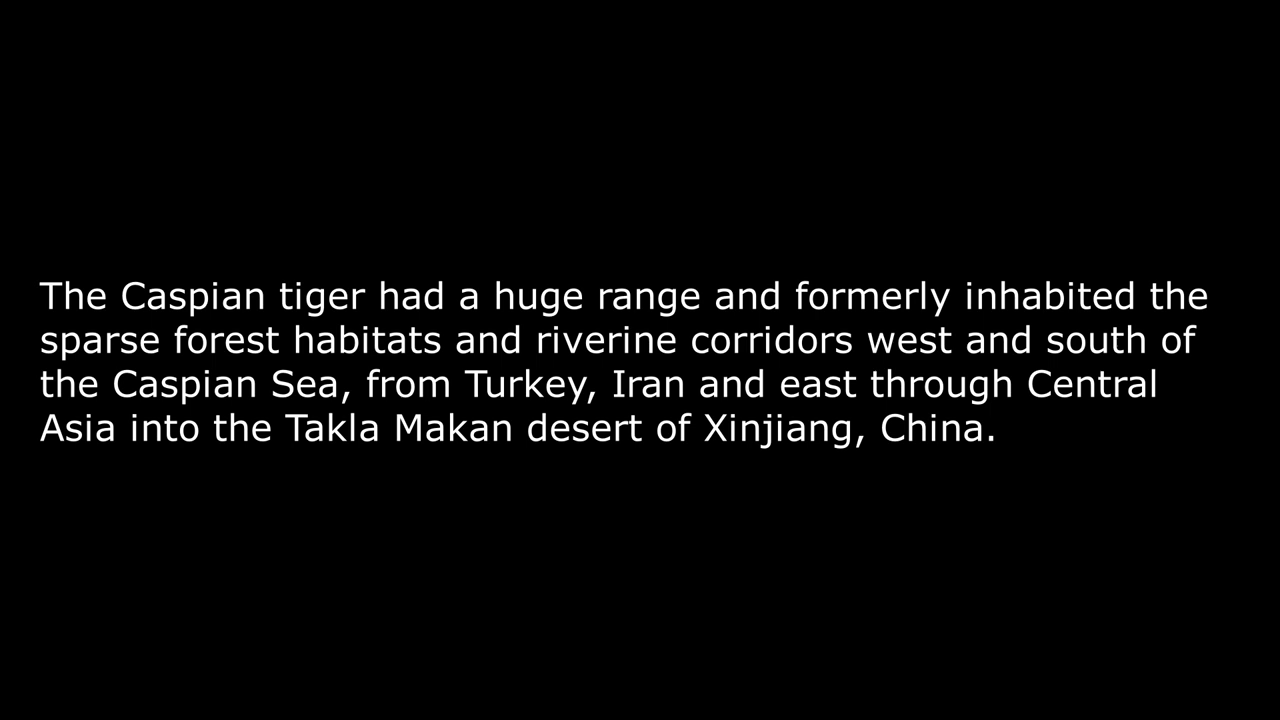 The Caspian tiger had a huge range and formerly inhabited the
sparse forest habitats and riverine corridors west and south of
the Caspian Sea, from Turkey, Iran and east through Central
Asia into the Takla Makan desert of Xinjiang, China.